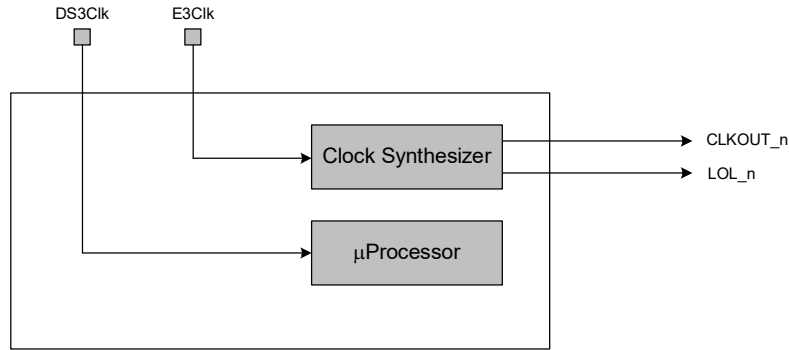 DS3Clk
E3Clk
Clock Synthesizer
CLKOUT_n
LOL_n
μProcessor